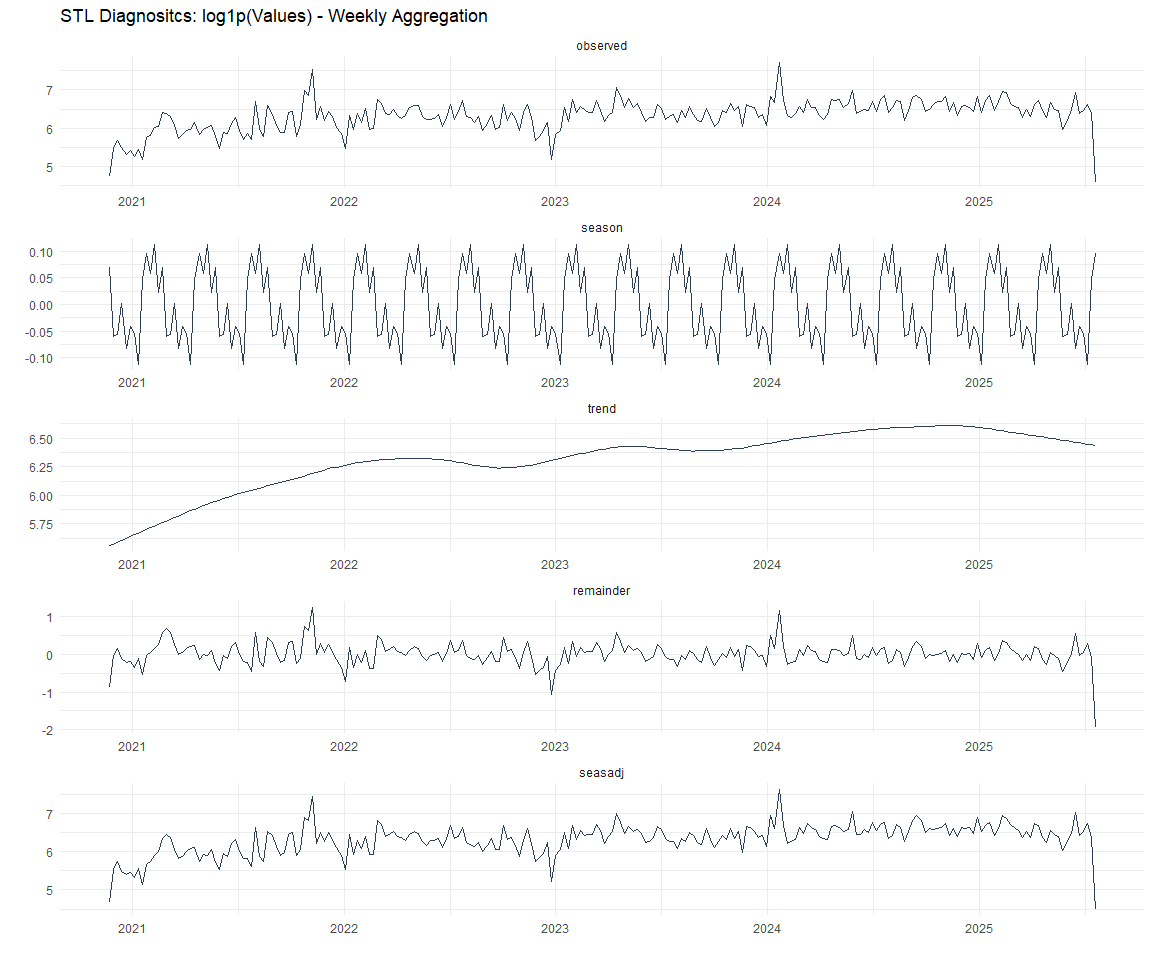 STL Diagnositcs: log1p(Values) - Weekly Aggregation
observed
7
6
5
2021 2022 2023 2024 2025
season
0.10
0.05
0.00
-0.05
-0.10
2021 2022 2023 2024 2025
trend
6.50
6.25
6.00
5.75
2021 2022 2023 2024 2025
remainder
1
0
-1
-2
2021 2022 2023 2024 2025
seasadj
7
6
5
2021 2022 2023 2024 2025